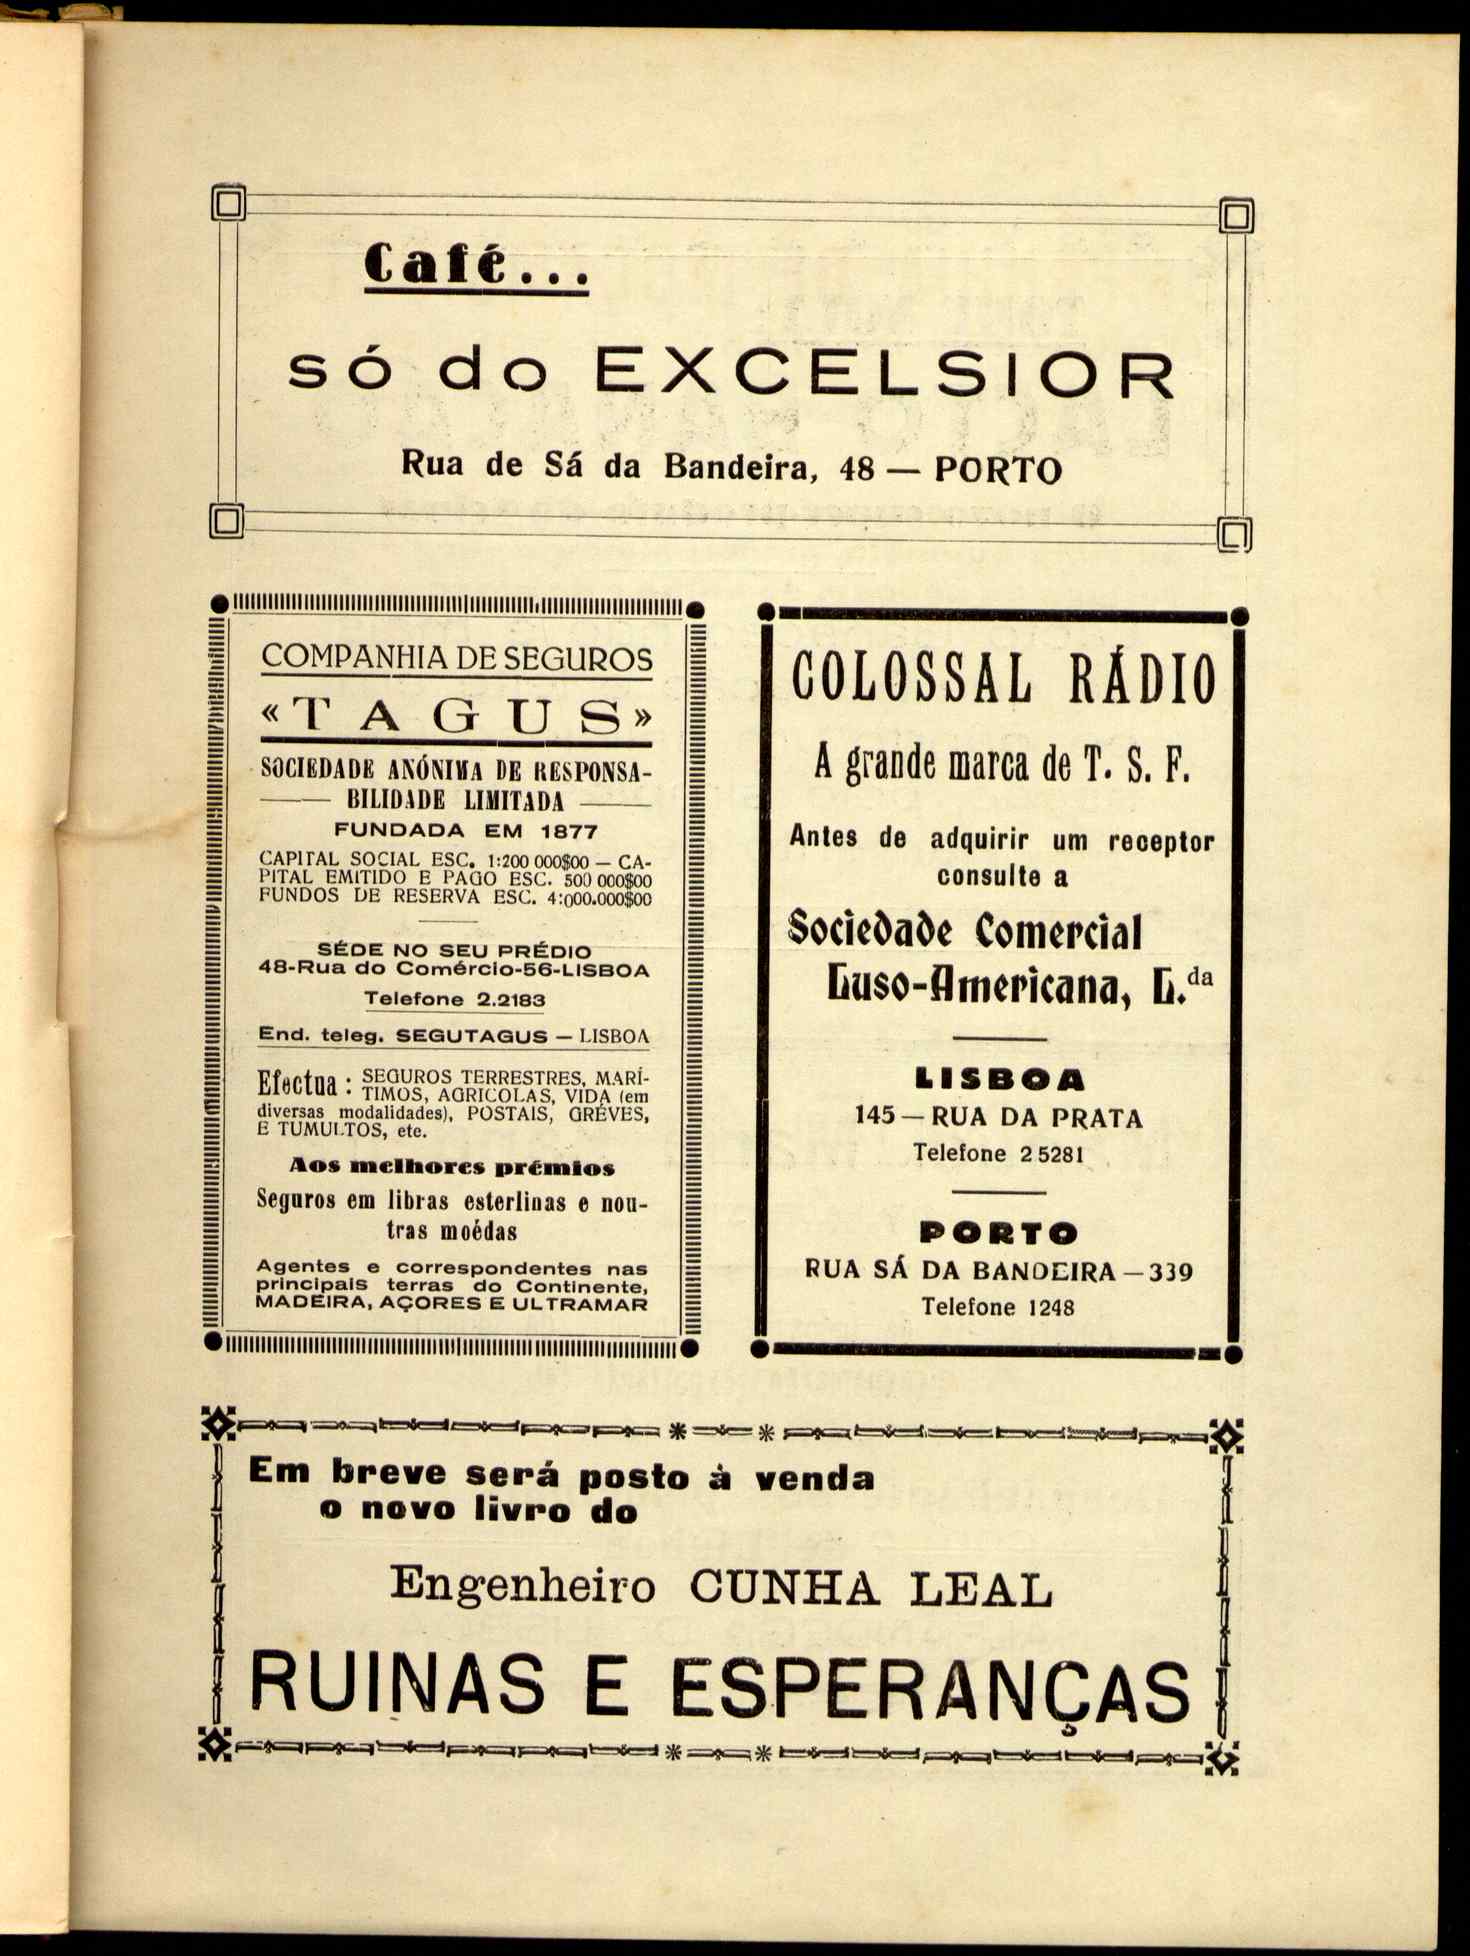 Café...
só do EXCELSIOR
Rua de Sá da Bandeira, 48 — PORTO
COMPANHIA DE SEGUROS
«TAGUS»
SOCIEDADE ANÓNIMA DE RESPONSA-
BILIDADE LIMITADA
FUNDADA EM 1877
CAPITAL SOCIAL ESC. 1:200 000$00 — CA-
PITAL EMITIDO E PAGO ESC. 500 000$00
FUNDOS DE RESERVA ESC. 4:000.000$00
SÉDE NO SEU PRÉDIO
48-Rua do Comércio-56-LISBOA
Telefone 2.2183
End. teleg. SEGUTAGUS — LISBOA
Efectua: SEGUROS TERRESTRES, MARÍ-
TIMOS, AGRICOLAS, VIDA (em
diversas modalidades), POSTAIS, GRÉVES,
E TUMULTOS, etc.
Aos melhores prémios
Seguros em libras esterlinas e nou-
tras moédas
Agentes e correspondentes nas
principais terras do Continente,
MADEIRA, AÇORES E ULTRAMAR
COLOSSAL RÁDIO
A grande marca de T. S. F.
Antes de adquirir um receptor
consulte a
Sociedade Comercial
Luso-Americana, L.da
LISBOA
145 — RUA DA PRATA
Telefone 2 5281
PORTO
RUA SÁ DA BANDEIRA — 339
Telefone 1248
Em breve será posto à venda
o novo livro do
Engenheiro CUNHA LEAL
RUINAS E ESPERANÇAS